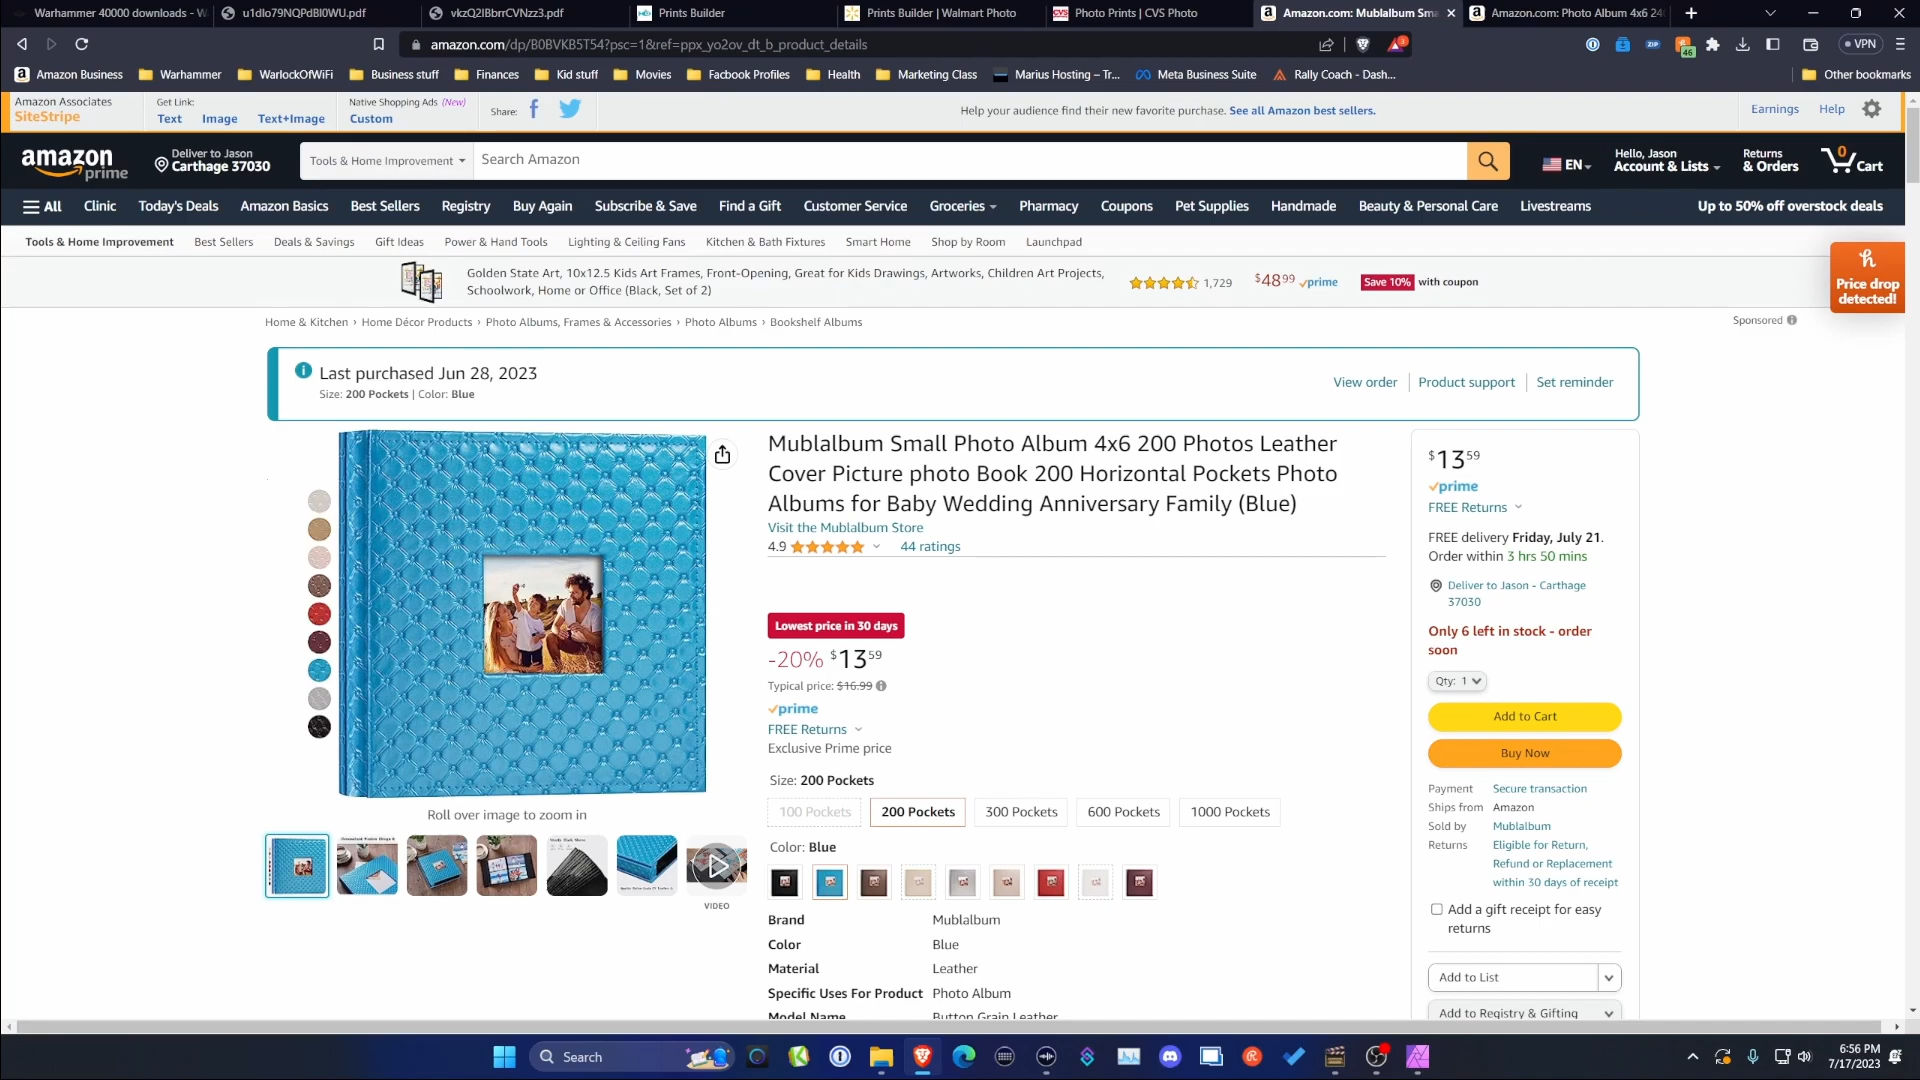 Warhammer 40000 downloads - W
u1dlo79NQPdBl0WU.pdf
vkzQ2lBbrrCVNzz3.pdf
Prints Builder
Prints Builder | Walmart Photo
CVS Photo Prints | CVS Photo
Amazon.com: Mublalbum Sma
Amazon.com: Photo Album 4x6 24
amazon.com/dp/B0BVKB5T54?psc=1&ref=ppx_yo2ov_dt_b_product_details
3
ZIP
46
VPN
Amazon Business
Warhammer
WarlockOfWiFi
Business stuff
Finances
Kid stuff
Movies
Facbook Profiles
Health
Marketing Class
Marius Hosting – Tr...
Meta Business Suite
Rally Coach - Dash...
Other bookmarks
Amazon Associates
SiteStripe
Get Link:
Text Image Text+Image
Native Shopping Ads (New)
Custom
Share:
Help your audience find their new favorite purchase. See all Amazon best sellers.
Earnings
Help
amazon prime
Deliver to Jason
Carthage 37030
Tools & Home Improvement
Search Amazon
EN
Hello, Jason
Account & Lists
Returns
& Orders
0
Cart
All
Clinic
Today's Deals
Amazon Basics
Best Sellers
Registry
Buy Again
Subscribe & Save
Find a Gift
Customer Service
Groceries
Pharmacy
Coupons
Pet Supplies
Handmade
Beauty & Personal Care
Livestreams
Up to 50% off overstock deals
Tools & Home Improvement
Best Sellers
Deals & Savings
Gift Ideas
Power & Hand Tools
Lighting & Ceiling Fans
Kitchen & Bath Fixtures
Smart Home
Shop by Room
Launchpad
Golden State Art, 10x12.5 Kids Art Frames, Front-Opening, Great for Kids Drawings, Artworks, Children Art Projects,
Schoolwork, Home or Office (Black, Set of 2)
1,729
$48.99 prime
Save 10% with coupon
h
Price drop
detected!
Home & Kitchen › Home Décor Products › Photo Albums, Frames & Accessories › Photo Albums › Bookshelf Albums
Sponsored
Last purchased Jun 28, 2023
Size: 200 Pockets | Color: Blue
View order
Product support
Set reminder
Mublalbum Small Photo Album 4x6 200 Photos Leather
Cover Picture photo Book 200 Horizontal Pockets Photo
Albums for Baby Wedding Anniversary Family (Blue)
Visit the Mublalbum Store
4.9
44 ratings
Lowest price in 30 days
-20% $13 59
Typical price: $16.99
prime
FREE Returns
Exclusive Prime price
Size: 200 Pockets
100 Pockets
200 Pockets
300 Pockets
600 Pockets
1000 Pockets
Color: Blue
Brand Mublalbum
Color Blue
Material Leather
Specific Uses For Product Photo Album
Model Name Button Grain Leather
Roll over image to zoom in
VIDEO
$13 59
prime
FREE Returns
FREE delivery Friday, July 21.
Order within 3 hrs 50 mins
Deliver to Jason - Carthage
37030
Only 6 left in stock - order
soon
Qty: 1
Add to Cart
Buy Now
Payment Secure transaction
Ships from Amazon
Sold by Mublalbum
Returns Eligible for Return,
Refund or Replacement
within 30 days of receipt
Add a gift receipt for easy
returns
Add to List
Add to Registry & Gifting
Search
6:56 PM
7/17/2023